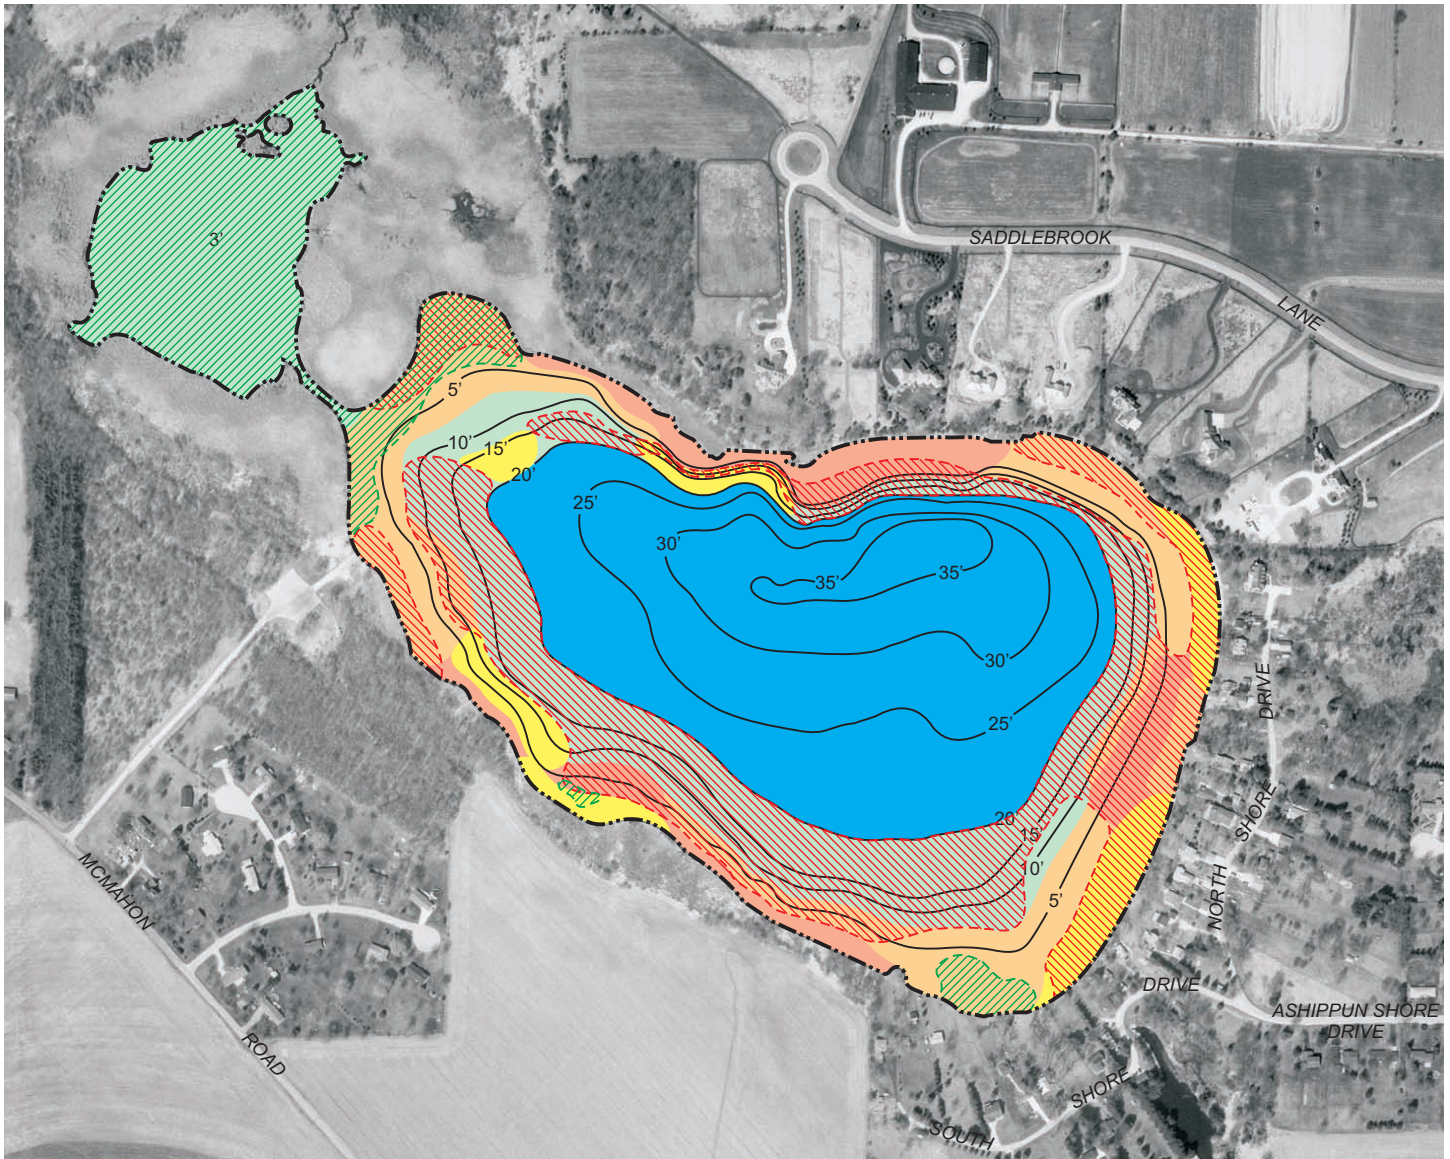 3'
SADDLEBROOK
LANE
5'
10'
15'
20'
25'
30'
35'
35'
30'
25'
20
15'
10'
5'
DRIVE
SHORE
NORTH
MCMAHON
ROAD
DRIVE
ASHIPPUN SHORE
DRIVE
SHORE
SOUTH